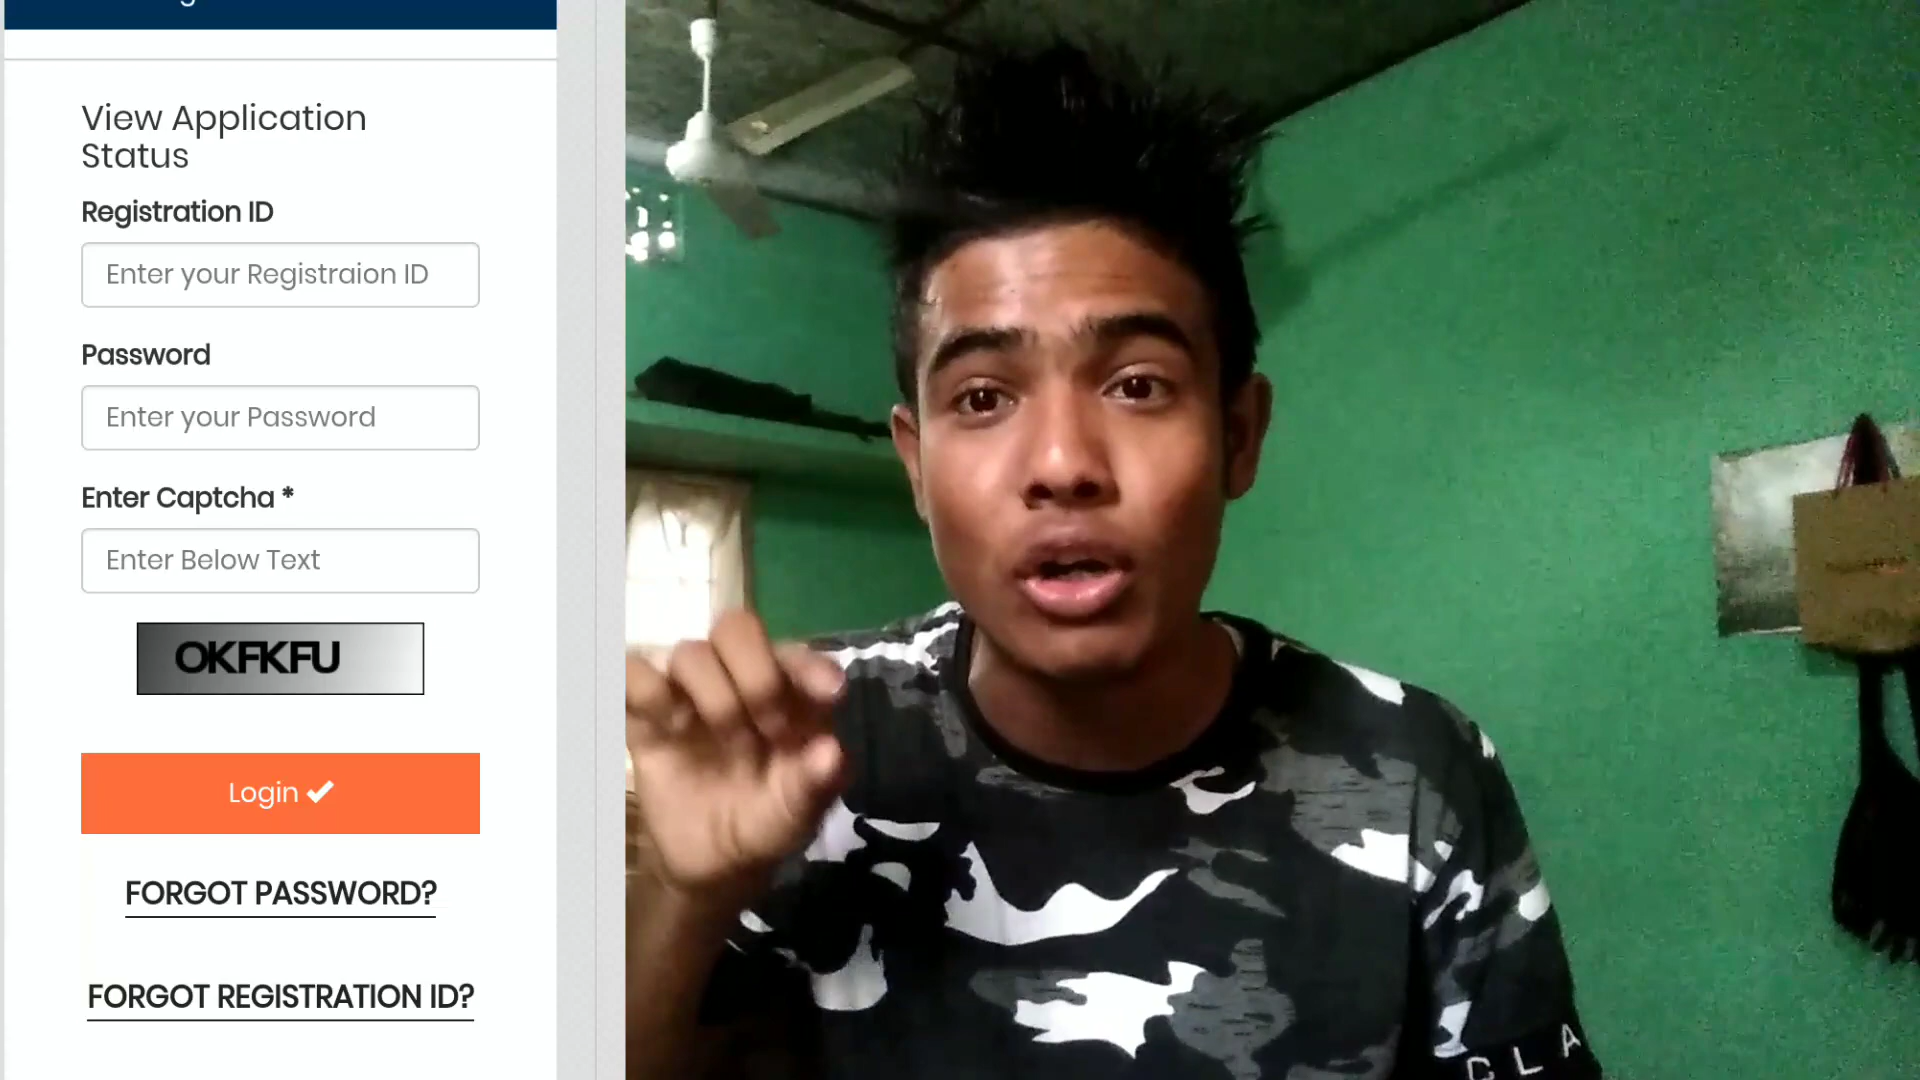 View Application
Status
Registration ID
Enter your Registraion ID
Password
Enter your Password
Enter Captcha *
Enter Below Text
OKFKFU
Login ✔
FORGOT PASSWORD?
FORGOT REGISTRATION ID?
CLA